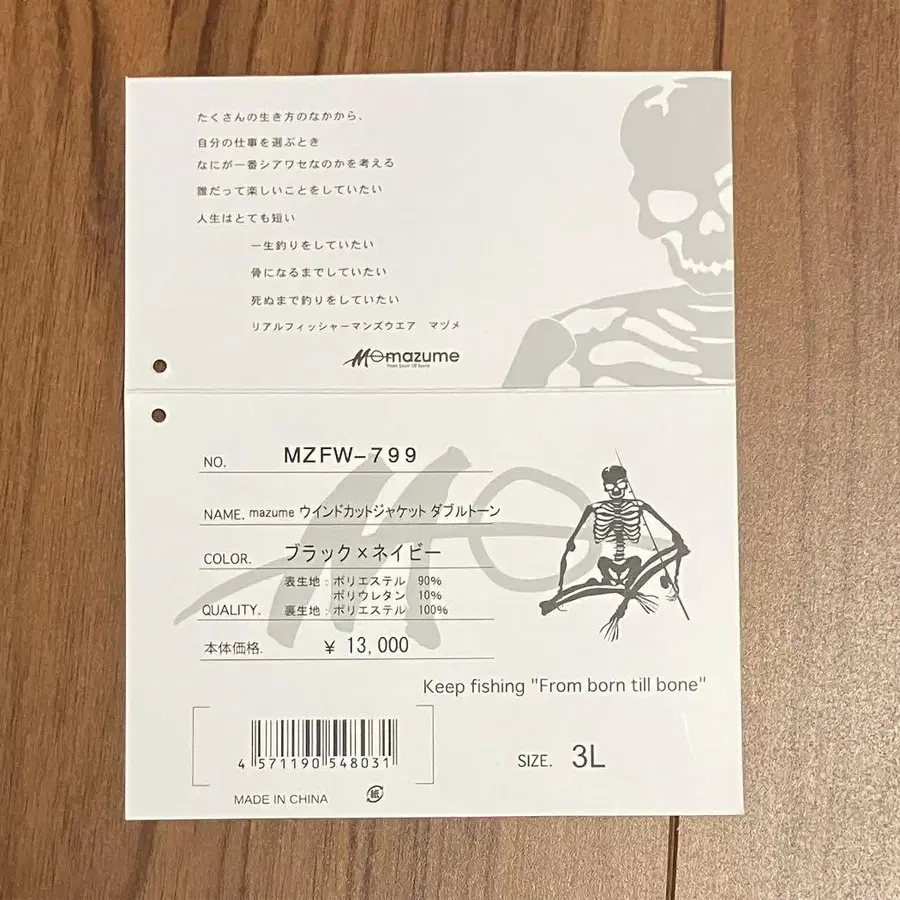 たくさんの生き方のなかから、
自分の仕事を選ぶとき
なにが一番シアワセなのかを考える
誰だって楽しいことをしていたい
人生はとても短い
一生釣りをしていたい
骨になるまでしていたい
死ぬまで釣りをしていたい
リアルフィッシャーマンズウエア マヅメ
mazume
From born till bone
NO. MZFW-799
NAME. mazume ウインドカットジャケット ダブルトーン
COLOR. ブラック×ネイビー
表生地：ポリエステル 90%
ポリウレタン 10%
QUALITY. 裏生地：ポリエステル 100%
本体価格. ¥ 13,000
Keep fishing "From born till bone"
4 571190 548031
SIZE. 3L
MADE IN CHINA 紙